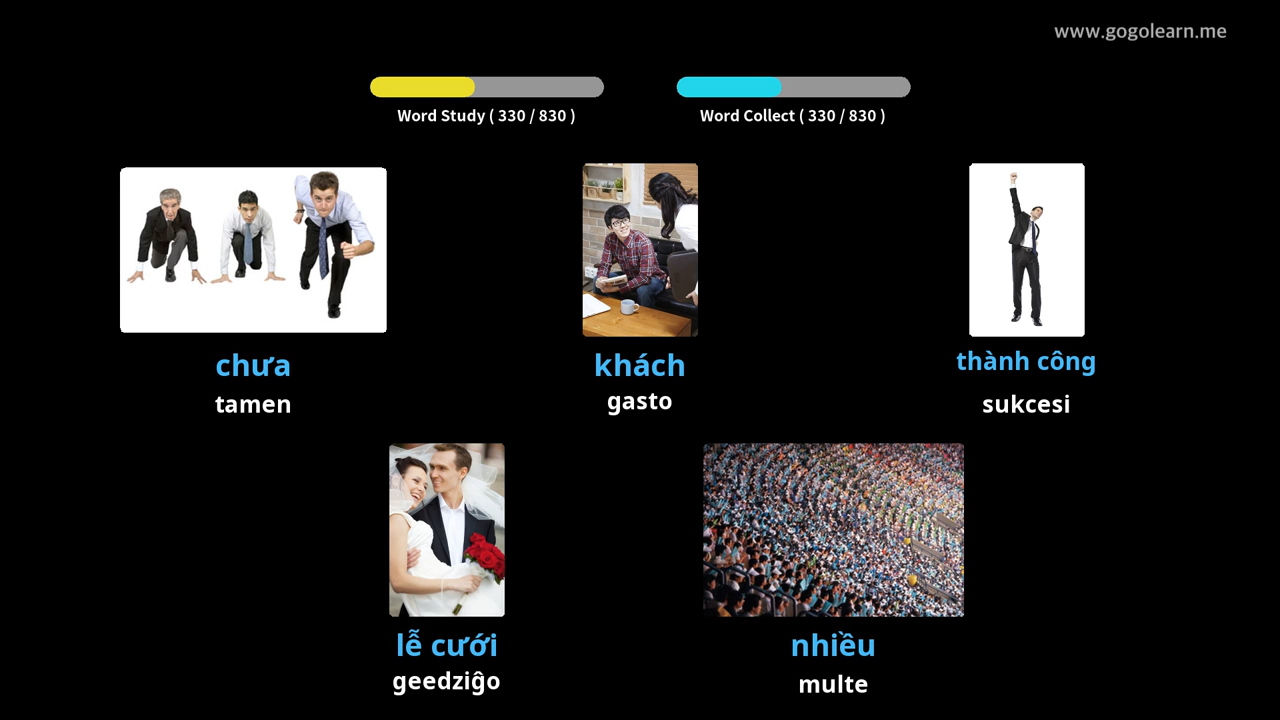 www.gogolearn.me
Word Study ( 330 / 830 )
Word Collect ( 330 / 830 )
chưa
tamen
khách
gasto
thành công
sukcesi
lễ cưới
geedziĝo
nhiều
multe